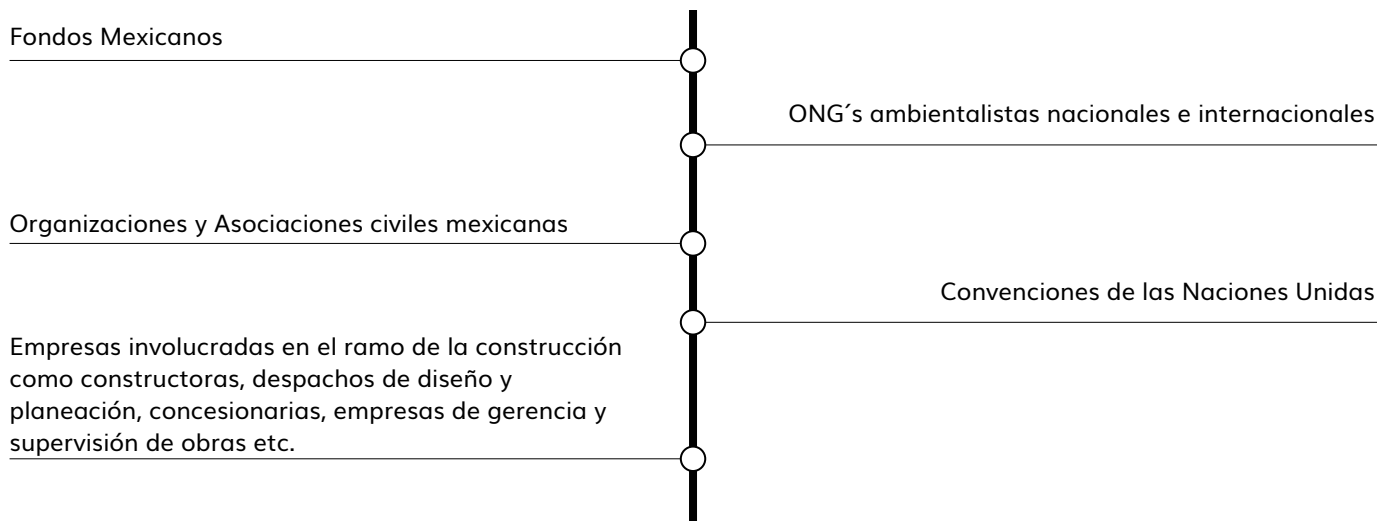 Fondos Mexicanos
ONG´s ambientalistas nacionales e internacionales
Organizaciones y Asociaciones civiles mexicanas
Convenciones de las Naciones Unidas
Empresas involucradas en el ramo de la construcción
como constructoras, despachos de diseño y
planeación, concesionarias, empresas de gerencia y
supervisión de obras etc.